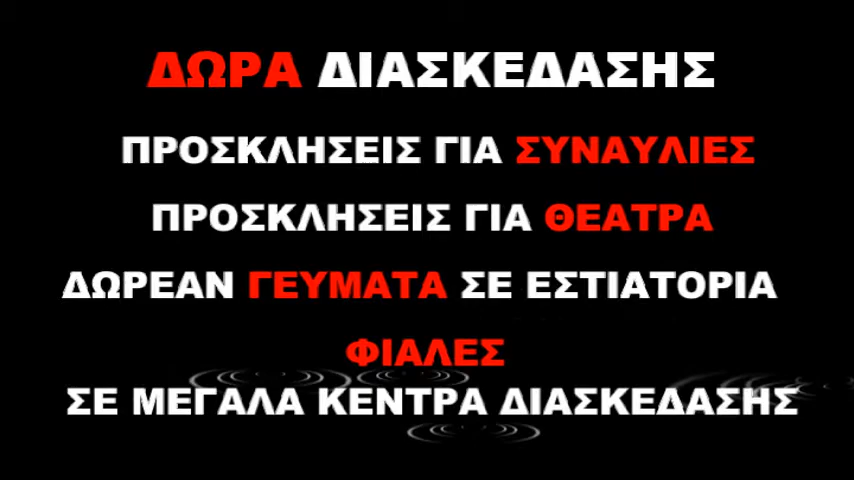 ΔΩΡΑ ΔΙΑΣΚΕΔΑΣΗΣ
ΠΡΟΣΚΛΗΣΕΙΣ ΓΙΑ ΣΥΝΑΥΛΙΕΣ
ΠΡΟΣΚΛΗΣΕΙΣ ΓΙΑ ΘΕΑΤΡΑ
ΔΩΡΕΑΝ ΓΕΥΜΑΤΑ ΣΕ ΕΣΤΙΑΤΟΡΙΑ
ΦΙΑΛΕΣ
ΣΕ ΜΕΓΑΛΑ ΚΕΝΤΡΑ ΔΙΑΣΚΕΔΑΣΗΣ